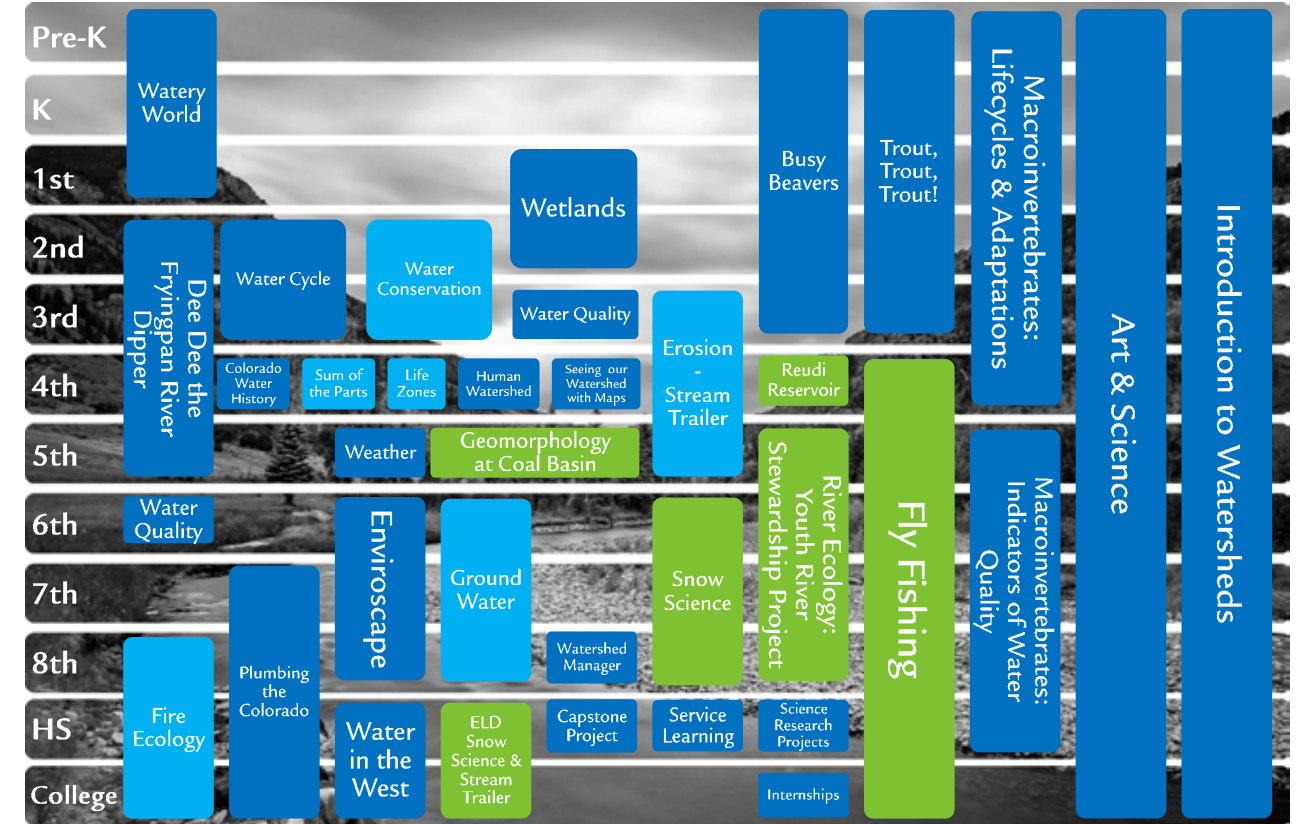 Pre-K
K
1st
2nd
3rd
4th
5th
6th
7th
8th
HS
College
Watery
World
Dee Dee the
Fryingpan River
Dipper
Water
Quality
Fire
Ecology
Water Cycle
Colorado
Water
History
Plumbing
the
Colorado
Water
Conservation
Sum of
the Parts
Life
Zones
Weather
Enviroscape
Water
in the
West
Wetlands
Water Quality
Human
Watershed
Seeing our
Watershed
with Maps
Geomorphology
at Coal Basin
Ground
Water
ELD
Snow
Science &
Stream
Trailer
Watershed
Manager
Capstone
Project
Erosion
-
Stream
Trailer
Snow
Science
Service
Learning
Busy
Beavers
Reudi
Reservoir
River Ecology:
Youth River
Stewardship Project
Science
Research
Projects
Internships
Trout,
Trout,
Trout!
Fly Fishing
Macroinvertebrates:
Lifecycles & Adaptations
Macroinvertebrates:
Indicators of Water
Quality
Art & Science
Introduction to Watersheds